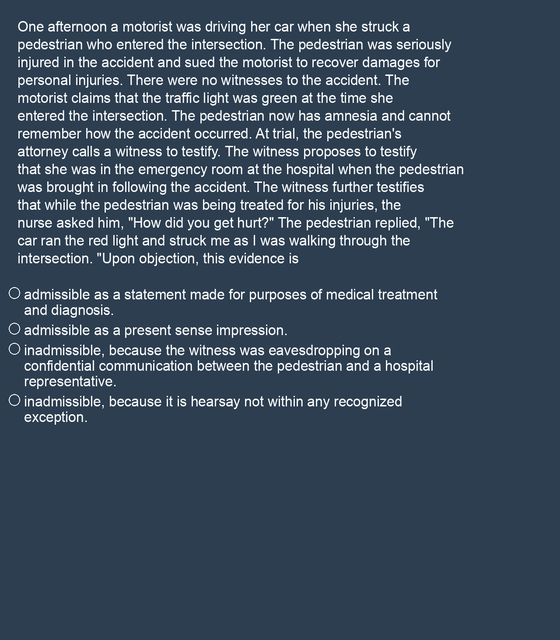 One afternoon a motorist was driving her car when she struck a
pedestrian who entered the intersection. The pedestrian was seriously
injured in the accident and sued the motorist to recover damages for
personal injuries. There were no witnesses to the accident. The
motorist claims that the traffic light was green at the time she
entered the intersection. The pedestrian now has amnesia and cannot
remember how the accident occurred. At trial, the pedestrian's
attorney calls a witness to testify. The witness proposes to testify
that she was in the emergency room at the hospital when the pedestrian
was brought in following the accident. The witness further testifies
that while the pedestrian was being treated for his injuries, the
nurse asked him, "How did you get hurt?" The pedestrian replied, "The
car ran the red light and struck me as I was walking through the
intersection. "Upon objection, this evidence is
admissible as a statement made for purposes of medical treatment
and diagnosis.
admissible as a present sense impression.
inadmissible, because the witness was eavesdropping on a
confidential communication between the pedestrian and a hospital
representative.
inadmissible, because it is hearsay not within any recognized
exception.